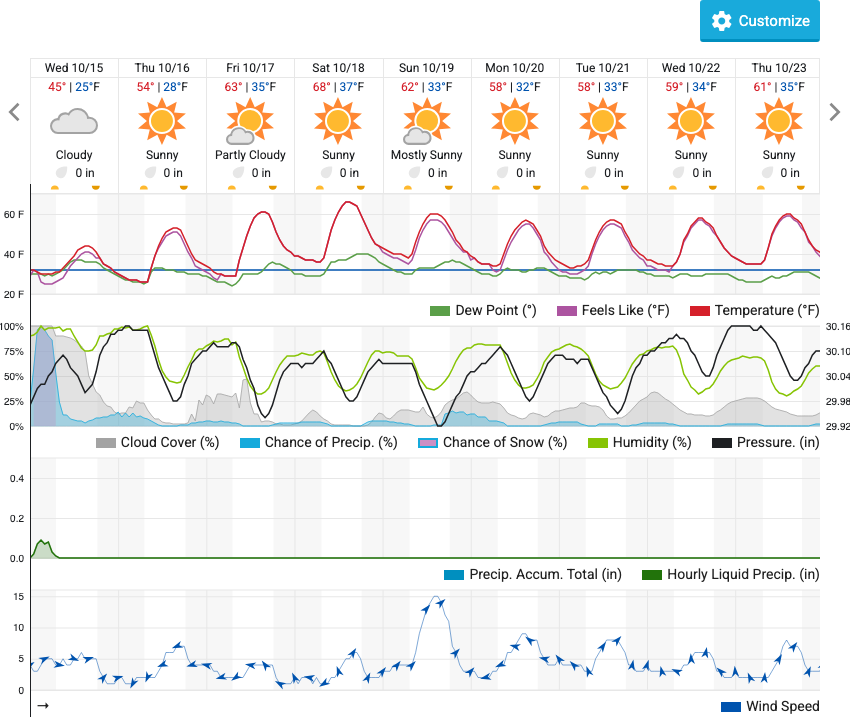 Customize
Wed 10/15 Thu 10/16 Fri 10/17 Sat 10/18 Sun 10/19 Mon 10/20 Tue 10/21 Wed 10/22 Thu 10/23
45° | 25°F 54° | 28°F 63° | 35°F 68° | 37°F 62° | 33°F 58° | 32°F 58° | 33°F 59° | 34°F 61° | 35°F
Cloudy Sunny Partly Cloudy Sunny Mostly Sunny Sunny Sunny Sunny Sunny
0 in 0 in 0 in 0 in 0 in 0 in 0 in 0 in 0 in
60 F
40 F
20 F
Dew Point (°) Feels Like (°F) Temperature (°F)
100% 30.16
75% 30.10
50% 30.04
25% 29.98
0% 29.92
Cloud Cover (%) Chance of Precip. (%) Chance of Snow (%) Humidity (%) Pressure. (in)
0.4
0.2
0.0
Precip. Accum. Total (in) Hourly Liquid Precip. (in)
15
10
5
0
→ Wind Speed